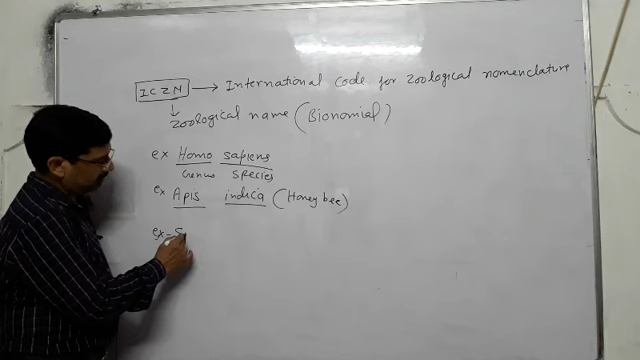 ICZN → International Code for Zoological nomenclature
↓
Zoological name (Bionomial)
ex Homo sapiens
Genus species
ex Apis indica (Honey bee)
ex - S